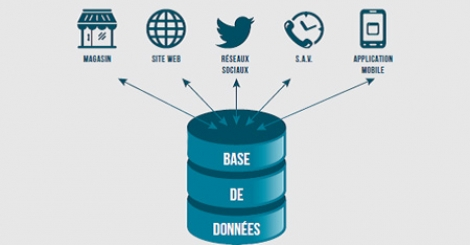 MAGASIN
SITE WEB
RÉSEAUX
SOCIAUX
S.A.V.
APPLICATION
MOBILE
BASE
DE
DONNÉES